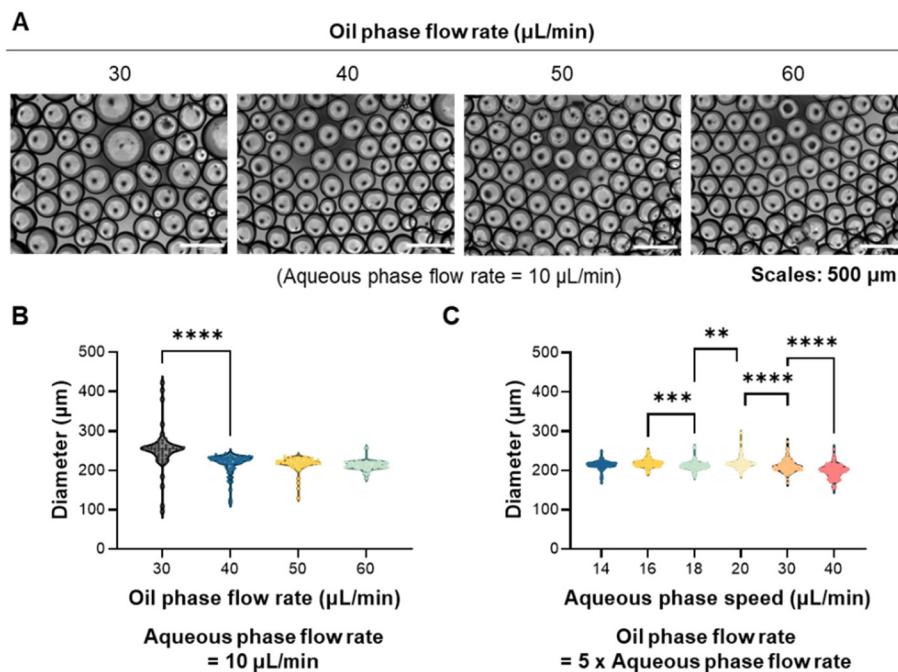 A
Oil phase flow rate (µL/min)
30 40 50 60
(Aqueous phase flow rate = 10 µL/min) Scales: 500 µm
B
****
500
400
300
200
100
0
Diameter (µm)
30 40 50 60
Oil phase flow rate (µL/min)
Aqueous phase flow rate
= 10 µL/min
C
**
****
****
***
500
400
300
200
100
0
Diameter (µm)
14 16 18 20 30 40
Aqueous phase speed (µL/min)
Oil phase flow rate
= 5 x Aqueous phase flow rate